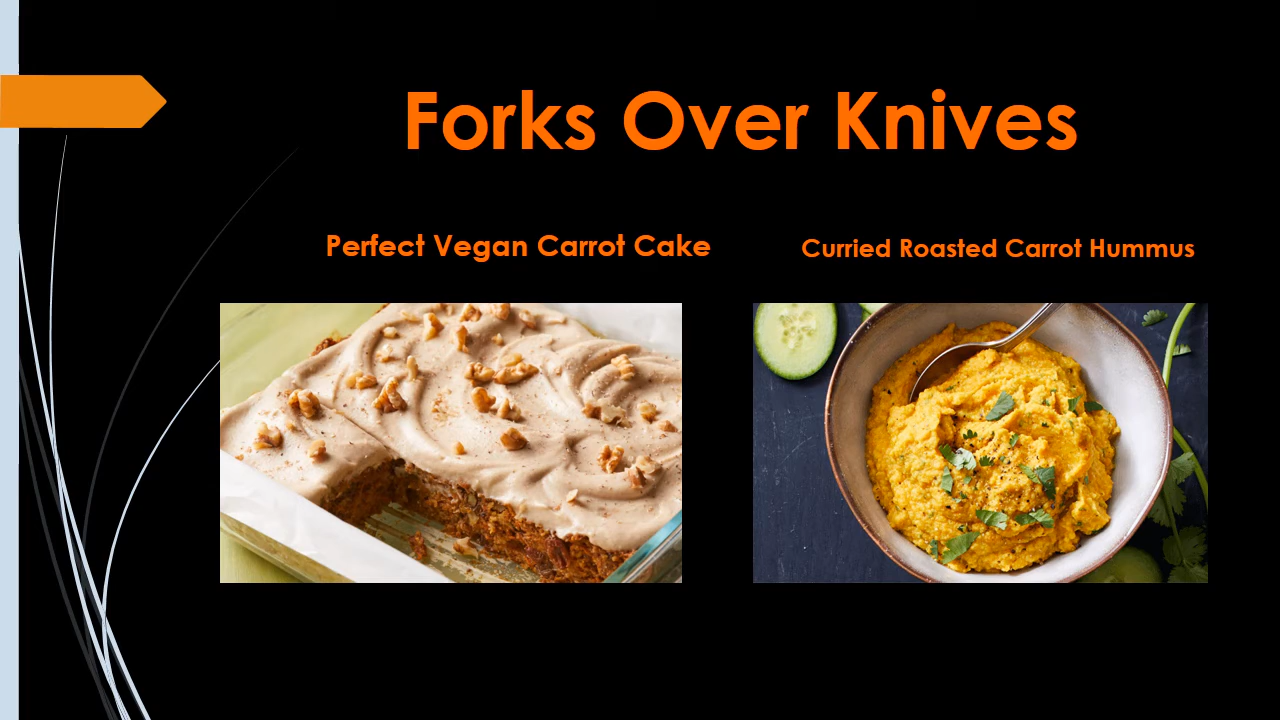 Forks Over Knives
Perfect Vegan Carrot Cake
Curried Roasted Carrot Hummus